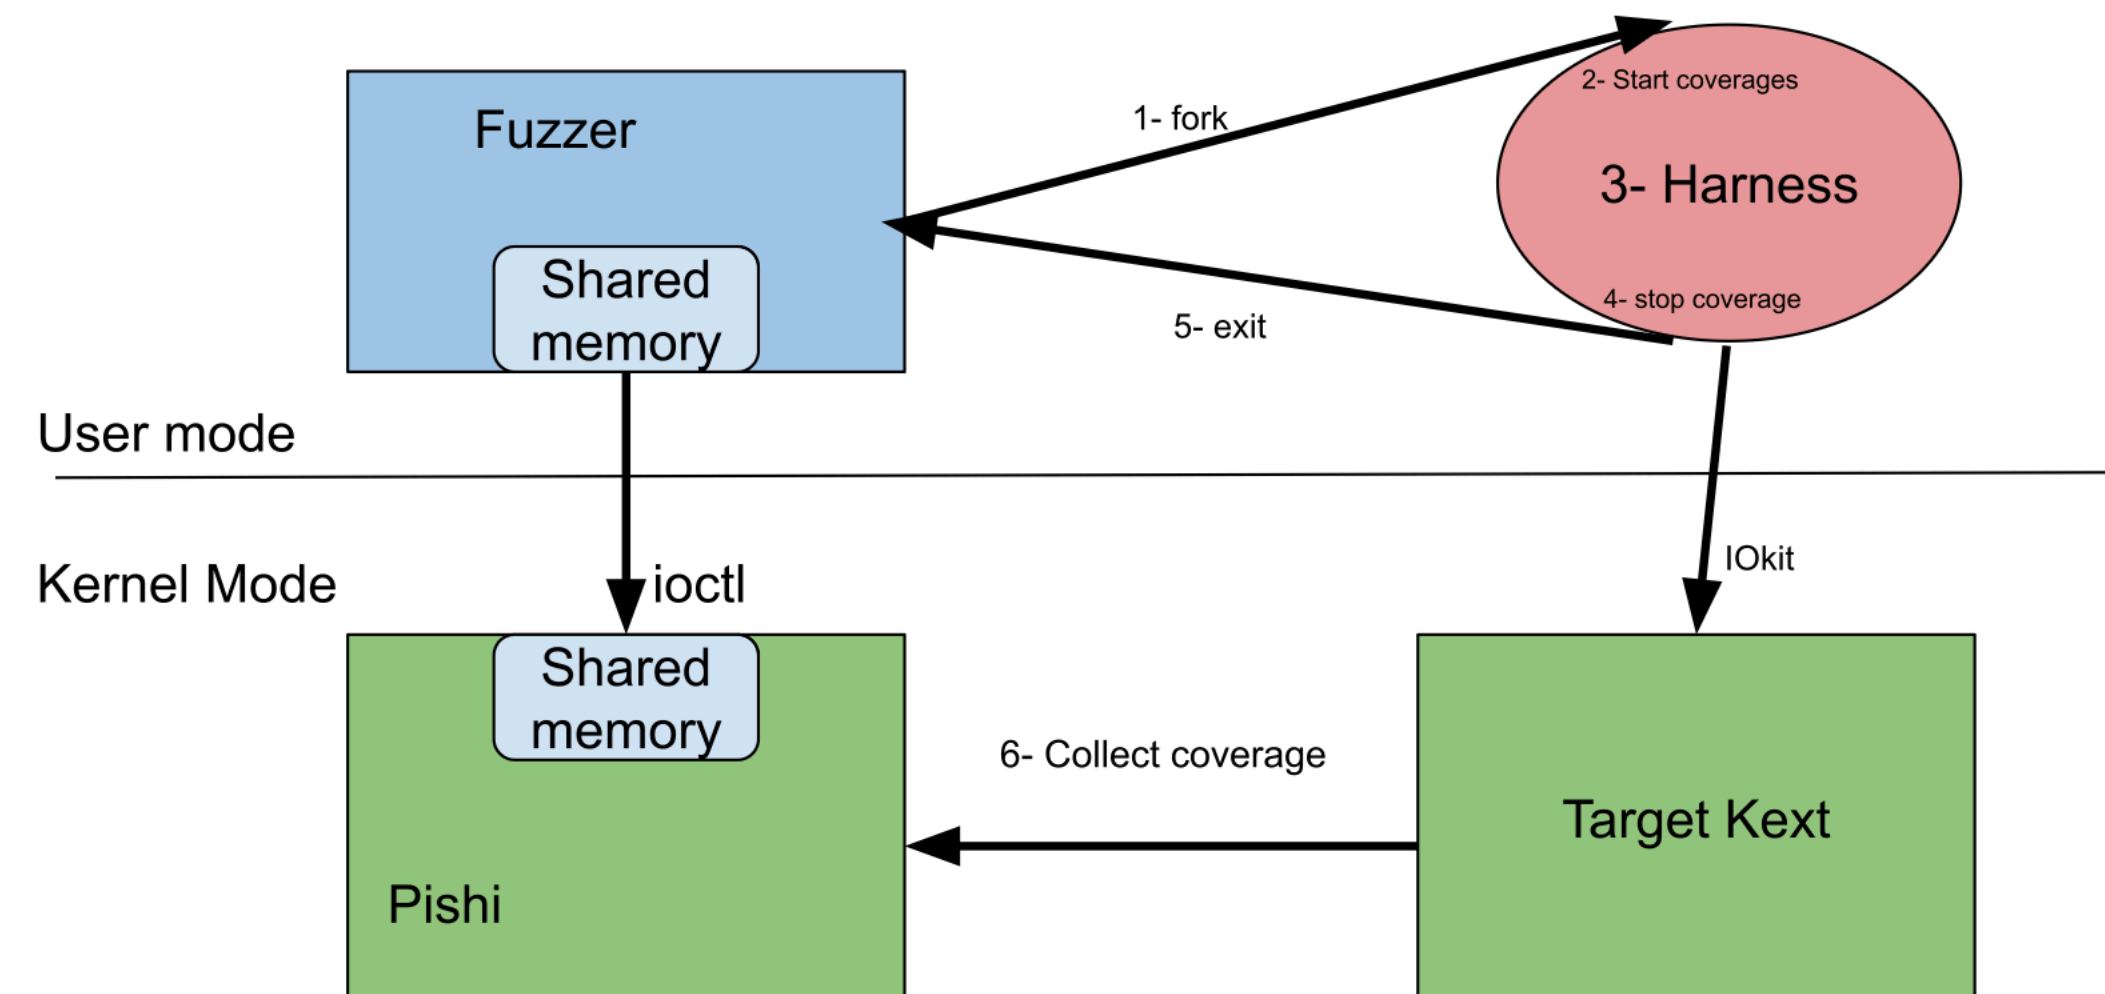 2- Start coverages
1- fork
Fuzzer
3- Harness
Shared
memory
4- stop coverage
5- exit
User mode
IOkit
Kernel Mode
ioctl
Shared
memory
6- Collect coverage
Target Kext
Pishi